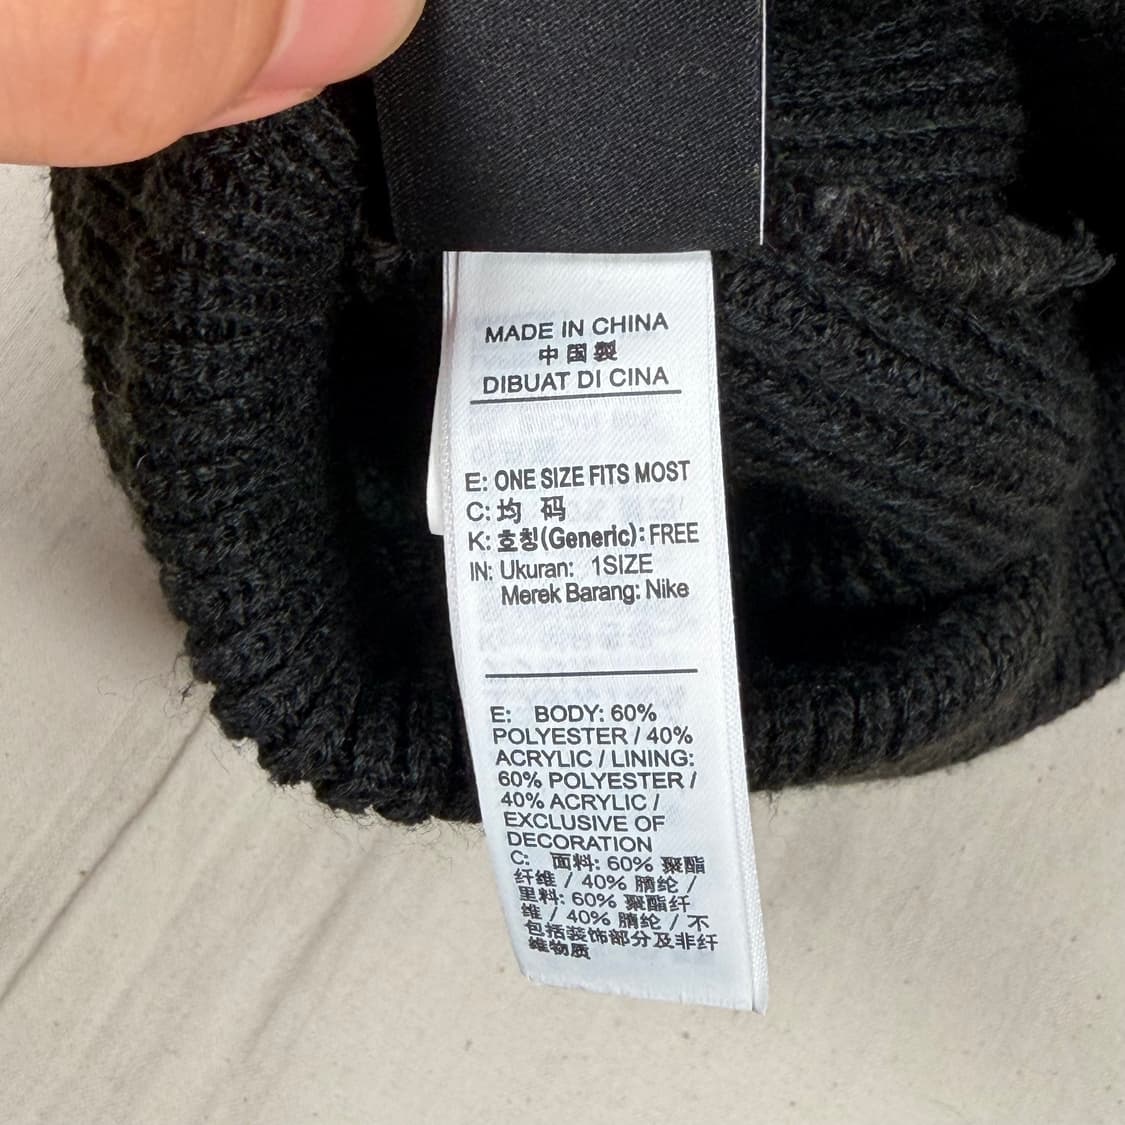 MADE IN CHINA
中国製
DIBUAT DI CINA
E: ONE SIZE FITS MOST
C: 均 码
K: 호칭(Generic): FREE
IN: Ukuran: 1SIZE
Merek Barang: Nike
E: BODY: 60%
POLYESTER / 40%
ACRYLIC / LINING:
60% POLYESTER /
40% ACRYLIC /
EXCLUSIVE OF
DECORATION
C: 面料: 60% 聚酯
纤维 / 40% 腈纶 /
里料: 60% 聚酯纤
维 / 40% 腈纶 / 不
包括装饰部分及非纤
维物质